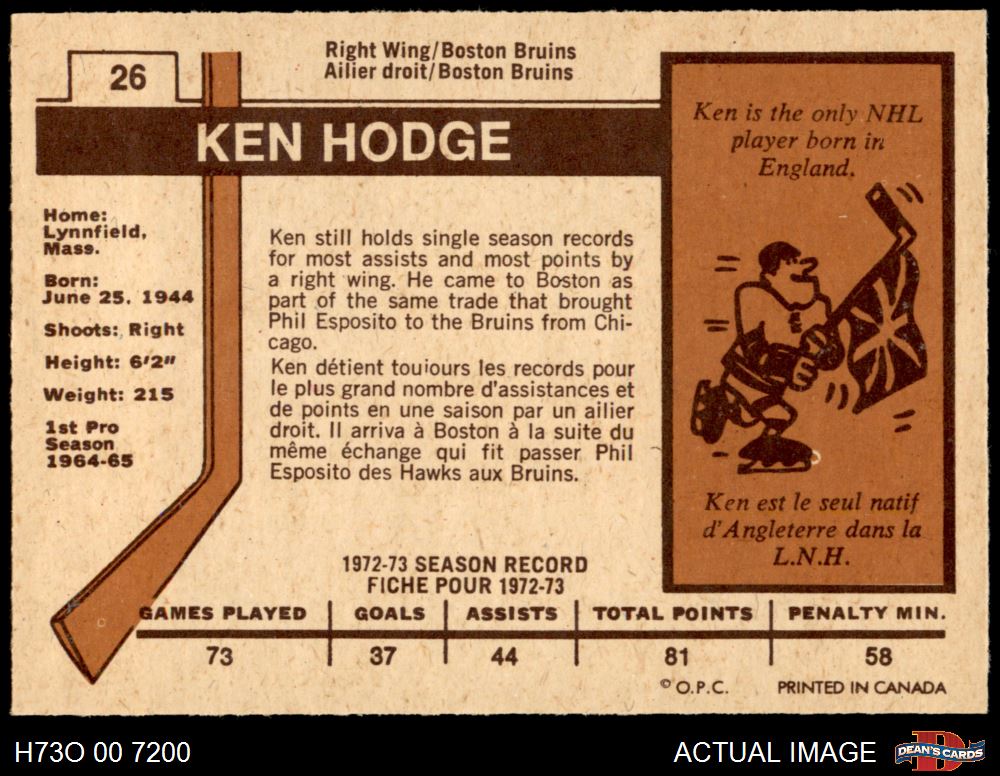 26
Right Wing/Boston Bruins
Ailier droit/Boston Bruins
KEN HODGE
Home:
Lynnfield,
Mass.
Born:
June 25, 1944
Shoots: Right
Height: 6'2"
Weight: 215
1st Pro
Season
1964-65
Ken still holds single season records
for most assists and most points by
a right wing. He came to Boston as
part of the same trade that brought
Phil Esposito to the Bruins from Chi-
cago.
Ken détient toujours les records pour
le plus grand nombre d'assistances et
de points en une saison par un ailier
droit. Il arriva à Boston à la suite du
même échange qui fit passer Phil
Esposito des Hawks aux Bruins.
Ken is the only NHL
player born in
England.
Ken est le seul natif
d'Angleterre dans la
L.N.H.
1972-73 SEASON RECORD
FICHE POUR 1972-73
GAMES PLAYED GOALS ASSISTS TOTAL POINTS PENALTY MIN.
73 37 44 81 58
© O.P.C. PRINTED IN CANADA
H73O 00 7200
ACTUAL IMAGE
DEAN'S CARDS